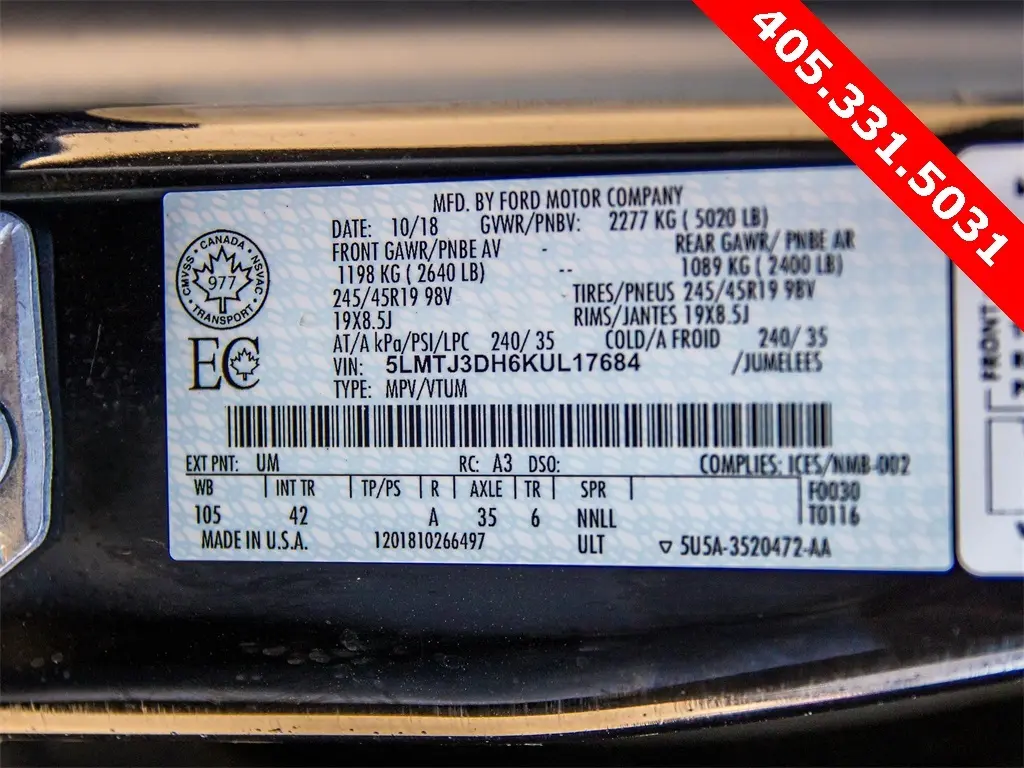 405.331.5031
MFD. BY FORD MOTOR COMPANY
DATE: 10/18 GVWR/PNBV: 2277 KG ( 5020 LB)
FRONT GAWR/PNBE AV - REAR GAWR/ PNBE AR
1198 KG ( 2640 LB) -- 1089 KG ( 2400 LB)
245/45R19 98V TIRES/PNEUS 245/45R19 98V
19X8.5J RIMS/JANTES 19X8.5J
AT/A kPa/PSI/LPC 240/ 35 COLD/A FROID 240/ 35
VIN: 5LMTJ3DH6KUL17684 /JUMELEES
TYPE: MPV/VTUM
CANADA
CMVSS • NSVAC
977
TRANSPORT
EC
EXT PNT: UM RC: A3 DSO: COMPLIES: ICES/NMB-002
WB INT TR TP/PS R AXLE TR SPR F0030
105 42 A 35 6 NNLL T0116
MADE IN U.S.A. 1201810266497 ULT ▽ 5U5A-3520472-AA
FRONT